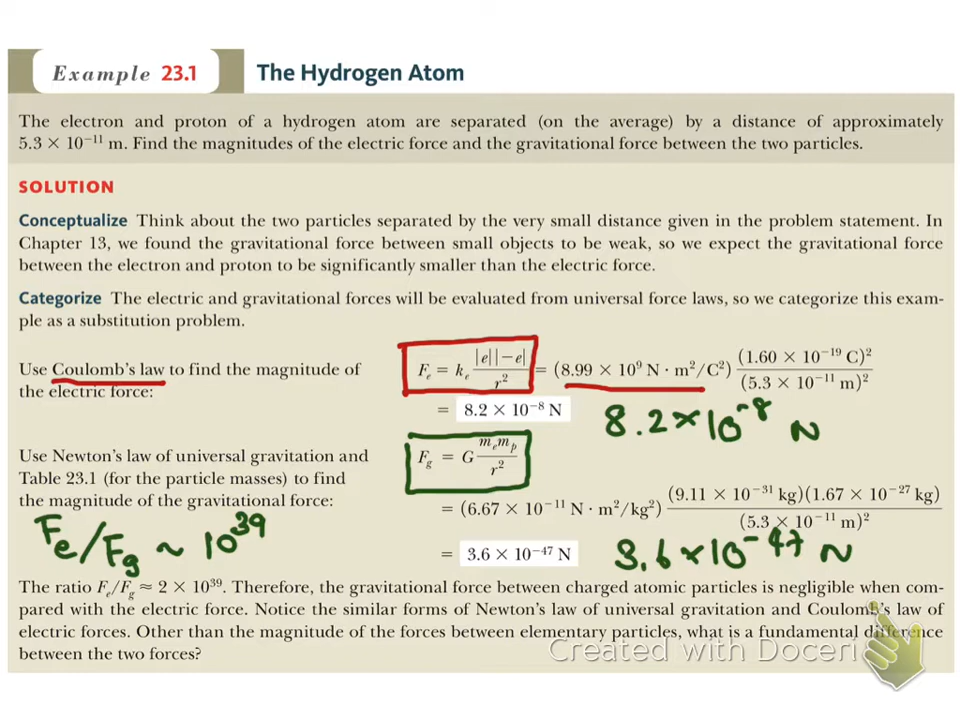 Example 23.1 The Hydrogen Atom
The electron and proton of a hydrogen atom are separated (on the average) by a distance of approximately
5.3 × 10⁻¹¹ m. Find the magnitudes of the electric force and the gravitational force between the two particles.
SOLUTION
Conceptualize Think about the two particles separated by the very small distance given in the problem statement. In
Chapter 13, we found the gravitational force between small objects to be weak, so we expect the gravitational force
between the electron and proton to be significantly smaller than the electric force.
Categorize The electric and gravitational forces will be evaluated from universal force laws, so we categorize this exam-
ple as a substitution problem.
Use Coulomb's law to find the magnitude of
the electric force:
Fₑ = kₑ |e||−e| / r² = (8.99 × 10⁹ N · m²/C²) (1.60 × 10⁻¹⁹ C)² / (5.3 × 10⁻¹¹ m)²
= 8.2 × 10⁻⁸ N
8.2 × 10⁻⁸ N
Use Newton's law of universal gravitation and
Table 23.1 (for the particle masses) to find
the magnitude of the gravitational force:
F_g = G mₑmₚ / r²
= (6.67 × 10⁻¹¹ N · m²/kg²) (9.11 × 10⁻³¹ kg)(1.67 × 10⁻²⁷ kg) / (5.3 × 10⁻¹¹ m)²
= 3.6 × 10⁻⁴⁷ N
3.6 × 10⁻⁴⁷ N
Fe/Fg ~ 10³⁹
The ratio Fₑ/F_g ≈ 2 × 10³⁹. Therefore, the gravitational force between charged atomic particles is negligible when com-
pared with the electric force. Notice the similar forms of Newton's law of universal gravitation and Coulomb's law of
electric forces. Other than the magnitude of the forces between elementary particles, what is a fundamental difference
between the two forces?
Created with Doceri